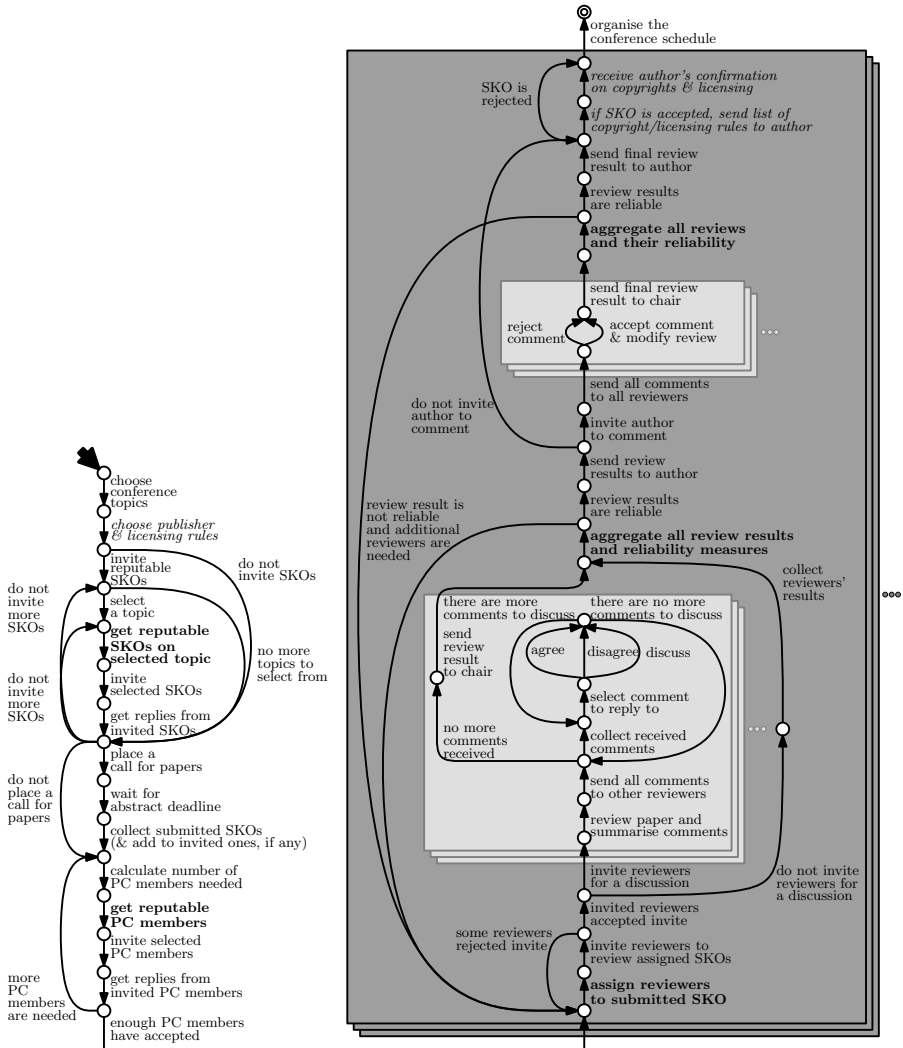 organise the
conference schedule
SKO is
rejected
receive author's confirmation
on copyrights & licensing
if SKO is accepted, send list of
copyright/licensing rules to author
send final review
result to author
review results
are reliable
aggregate all reviews
and their reliability
send final review
result to chair
reject
comment
accept comment
& modify review
send all comments
to all reviewers
do not invite
author to
comment
invite author
to comment
send review
results to author
review results
are reliable
review result is
not reliable
and additional
reviewers are
needed
aggregate all review results
and reliability measures
collect
reviewers'
results
there are more
comments to discuss
there are no more
comments to discuss
send
review
result
to chair
agree
disagree
discuss
select comment
to reply to
no more
comments
received
collect received
comments
send all comments
to other reviewers
review paper and
summarise comments
invite reviewers
for a discussion
do not invite
reviewers for
a discussion
invited reviewers
accepted invite
some reviewers
rejected invite
invite reviewers to
review assigned SKOs
assign reviewers
to submitted SKO
choose
conference
topics
choose publisher
& licensing rules
invite
reputable
SKOs
do not
invite SKOs
do not
invite
more
SKOs
select
a topic
get reputable
SKOs on
selected topic
no more
topics to
select from
do not
invite
more
SKOs
invite
selected SKOs
get replies from
invited SKOs
place a
call for papers
do not
place a
call for
papers
wait for
abstract deadline
collect submitted SKOs
(& add to invited ones, if any)
calculate number of
PC members needed
get reputable
PC members
invite selected
PC members
more
PC
members
are needed
get replies from
invited PC members
enough PC members
have accepted